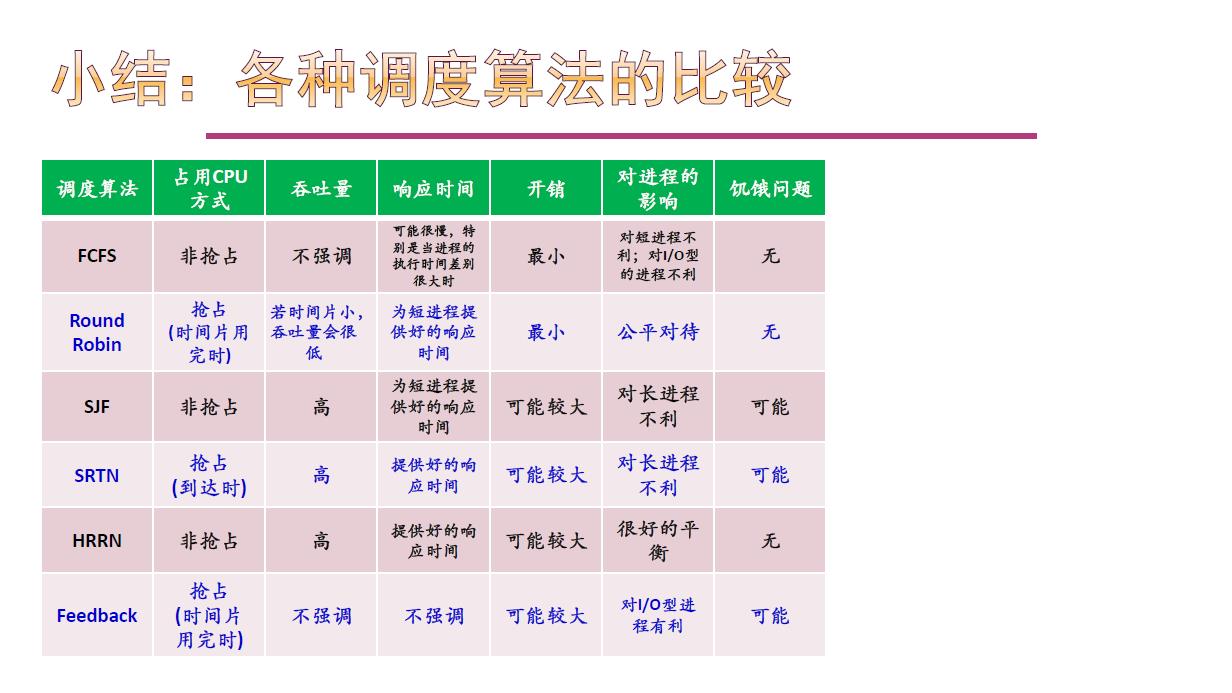 小结：各种调度算法的比较
调度算法
占用CPU
方式
吞吐量
响应时间
开销
对进程的
影响
饥饿问题
FCFS
非抢占
不强调
可能很慢，特
别是当进程的
执行时间差别
很大时
最小
对短进程不
利；对I/O型
的进程不利
无
Round
Robin
抢占
(时间片用
完时)
若时间片小，
吞吐量会很
低
为短进程提
供好的响应
时间
最小
公平对待
无
SJF
非抢占
高
为短进程提
供好的响应
时间
可能较大
对长进程
不利
可能
SRTN
抢占
(到达时)
高
提供好的响
应时间
可能较大
对长进程
不利
可能
HRRN
非抢占
高
提供好的响
应时间
可能较大
很好的平
衡
无
Feedback
抢占
(时间片
用完时)
不强调
不强调
可能较大
对I/O型进
程有利
可能